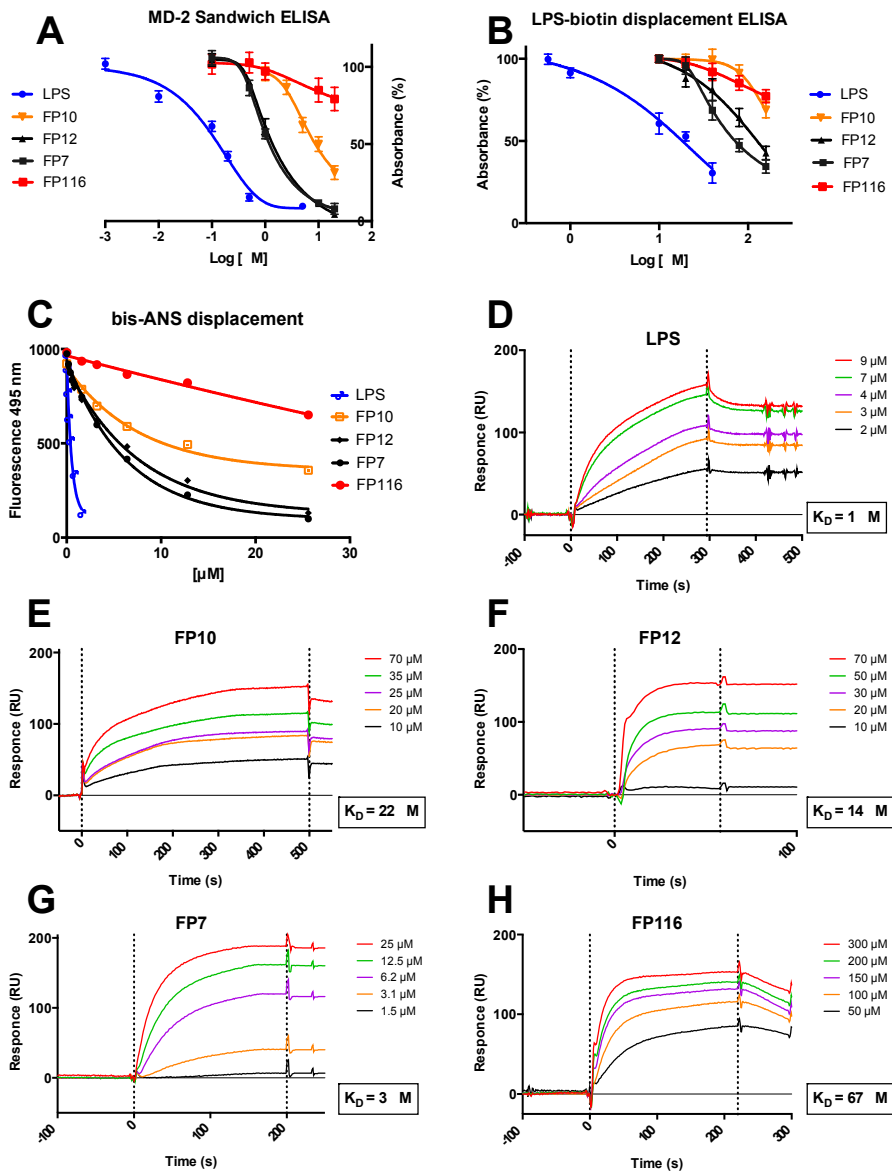 A
MD-2 Sandwich ELISA
LPS
FP10
FP12
FP7
FP116
100
50
0
Absorbance (%)
-3
-2
-1
0
1
2
Log [ M]
B
LPS-biotin displacement ELISA
Absorbance (%)
100
50
0
0
1
2
Log [ M]
LPS
FP10
FP12
FP7
FP116
C
bis-ANS displacement
Fluorescence 495 nm
1000
500
0
0
10
20
30
[µM]
LPS
FP10
FP12
FP7
FP116
D
LPS
Responce (RU)
200
100
0
-100
0
100
200
300
400
500
Time (s)
9 µM
7 µM
4 µM
3 µM
2 µM
KD = 1 M
E
FP10
Responce (RU)
200
100
0
0
100
200
300
400
500
Time (s)
70 µM
35 µM
25 µM
20 µM
10 µM
KD = 22 M
F
FP12
Responce (RU)
200
100
0
0
100
Time (s)
70 µM
50 µM
30 µM
20 µM
10 µM
KD = 14 M
G
FP7
Responce (RU)
200
100
0
-100
0
100
200
Time (s)
25 µM
12.5 µM
6.2 µM
3.1 µM
1.5 µM
KD = 3 M
H
FP116
Responce (RU)
200
100
0
-100
0
100
200
300
Time (s)
300 µM
200 µM
150 µM
100 µM
50 µM
KD = 67 M